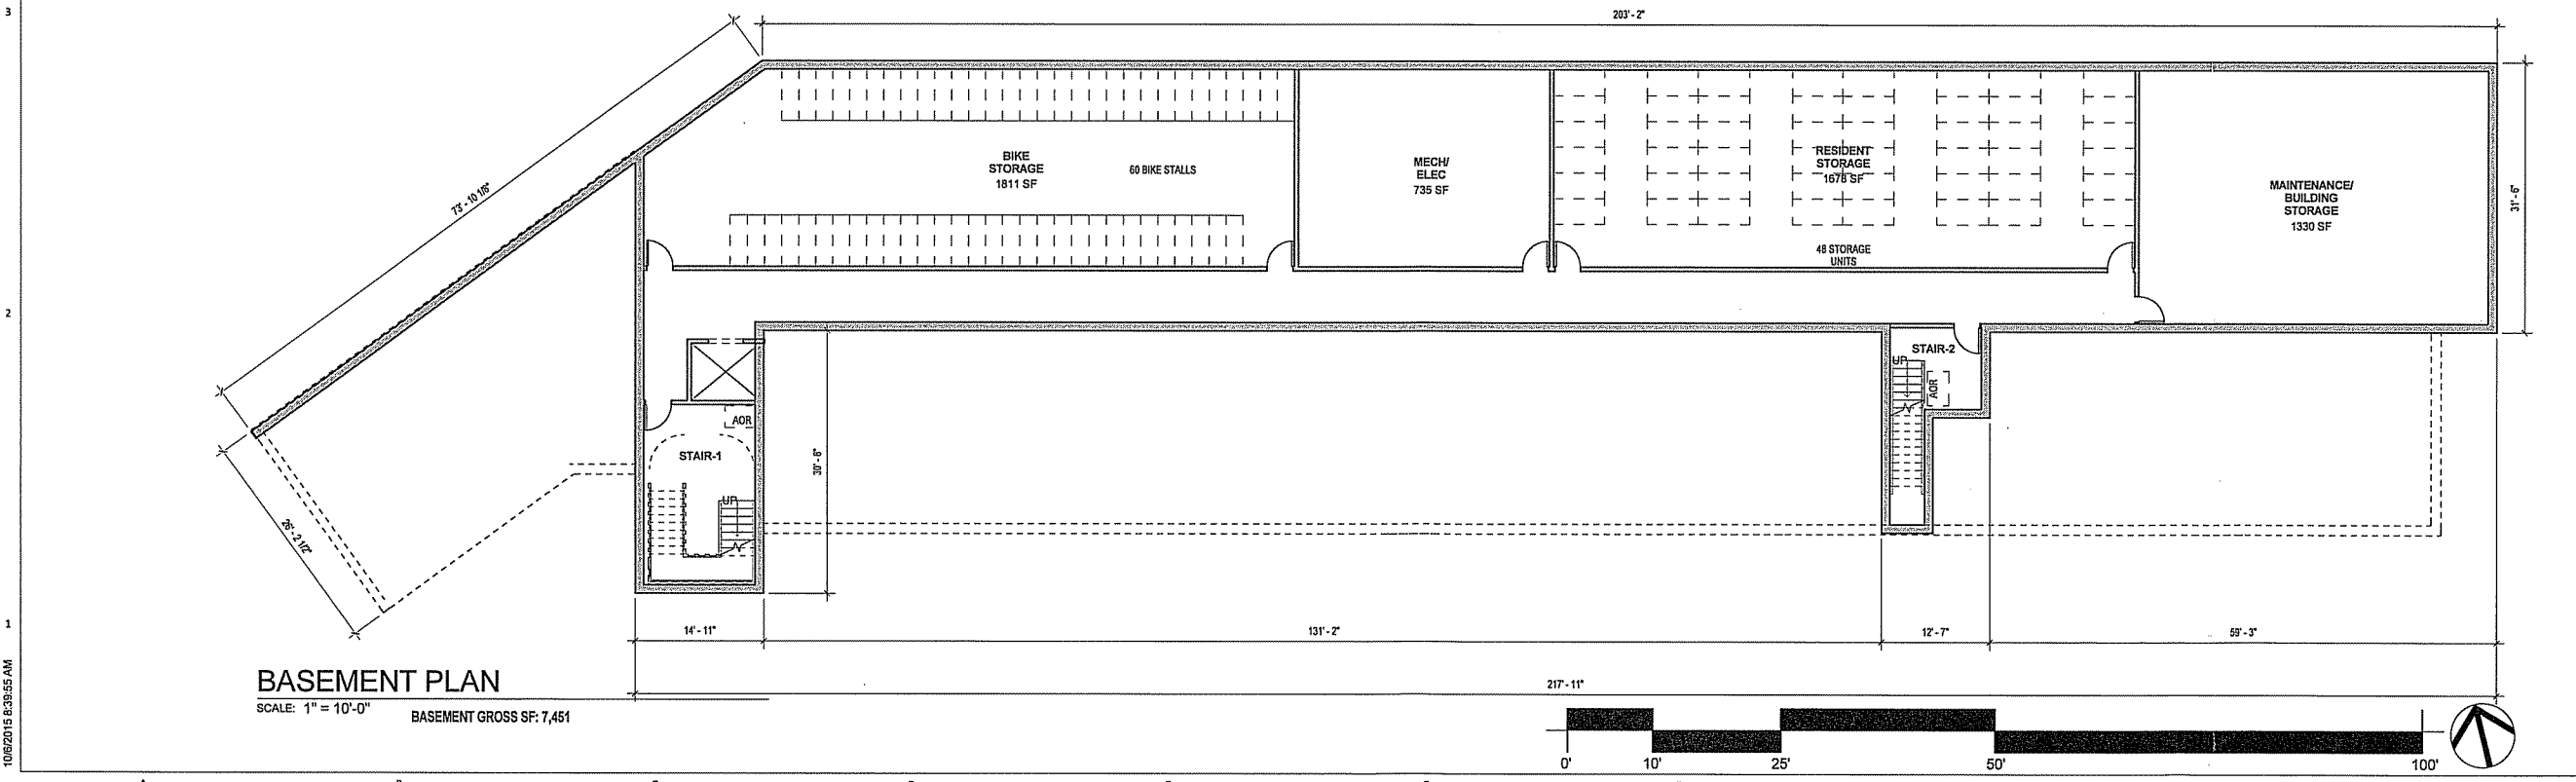 3
203' - 2"
73' - 10 1/8"
BIKE
STORAGE
1811 SF
60 BIKE STALLS
MECH/
ELEC
735 SF
RESIDENT
STORAGE
1678 SF
48 STORAGE
UNITS
MAINTENANCE/
BUILDING
STORAGE
1330 SF
31' - 6"
2
STAIR-2
UP
AOR
AOR
STAIR-1
UP
30' - 6"
26' - 2 1/2"
1
14' - 11"
131' - 2"
12' - 7"
59' - 3"
217' - 11"
BASEMENT PLAN
SCALE: 1" = 10'-0"
BASEMENT GROSS SF: 7,451
0' 10' 25' 50' 100'
10/6/2015 8:39:55 AM